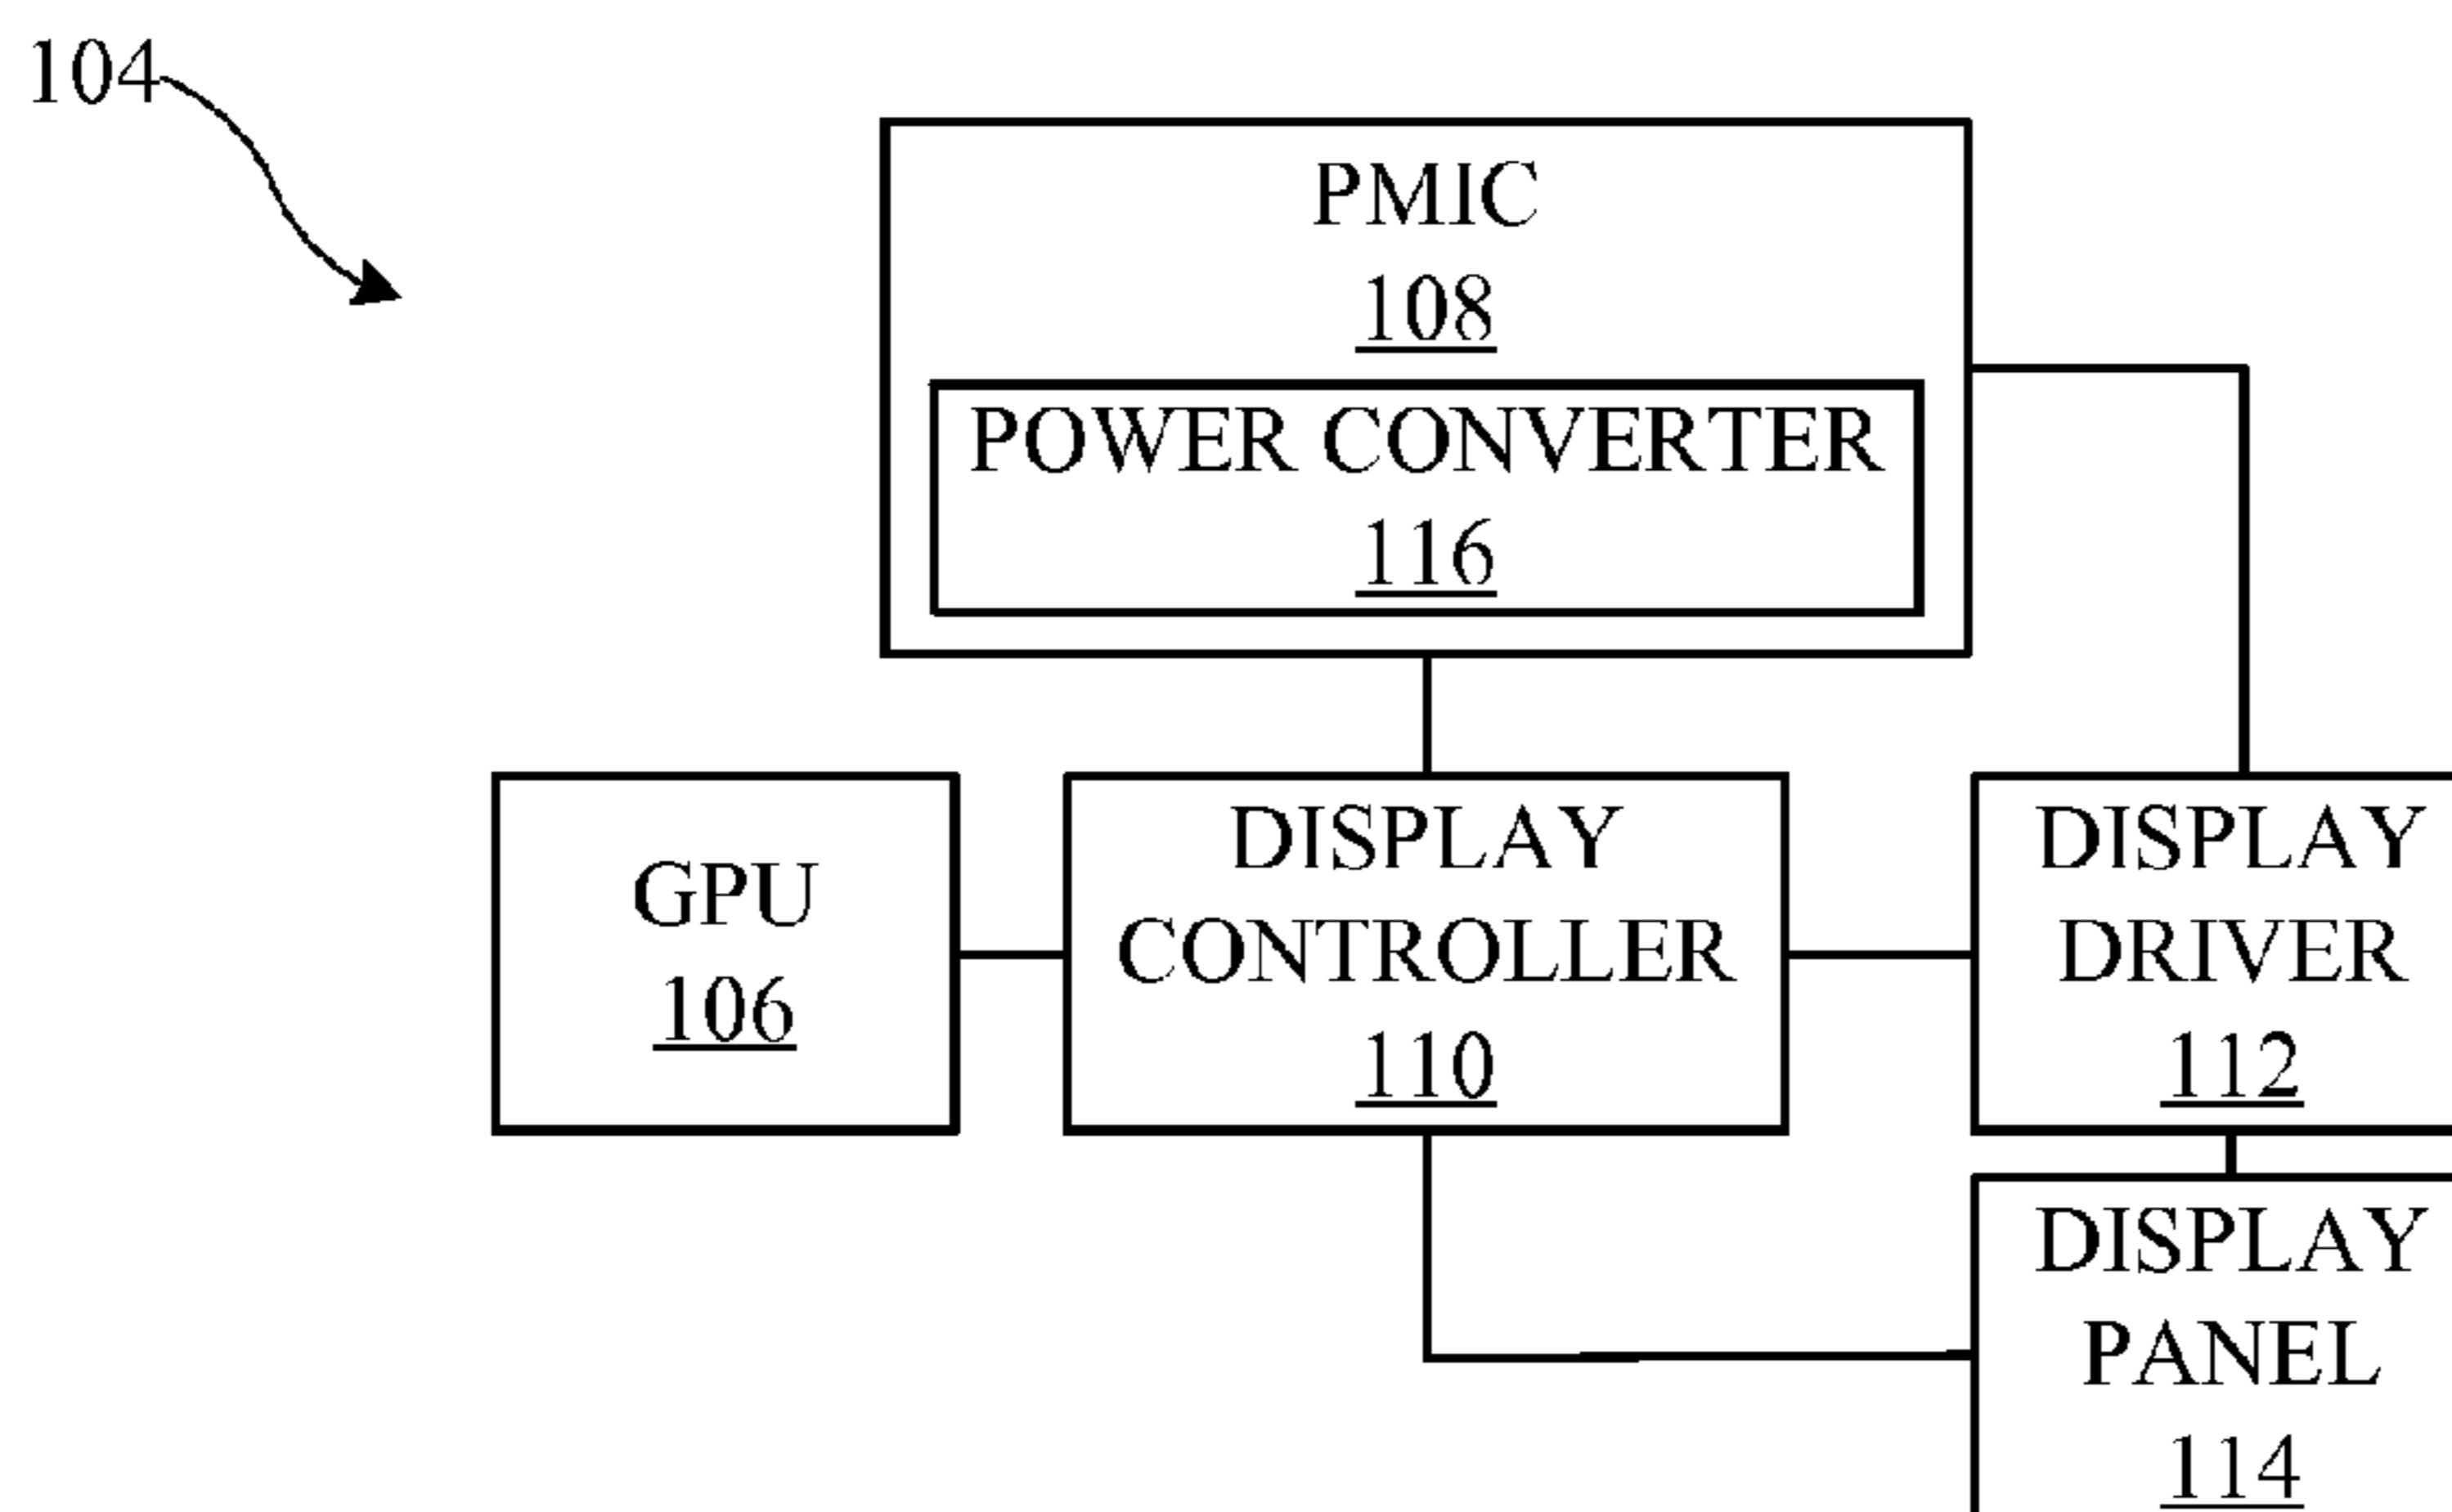 104
PMIC
108
POWER CONVERTER
116
GPU
106
DISPLAY
CONTROLLER
110
DISPLAY
DRIVER
112
DISPLAY
PANEL
114